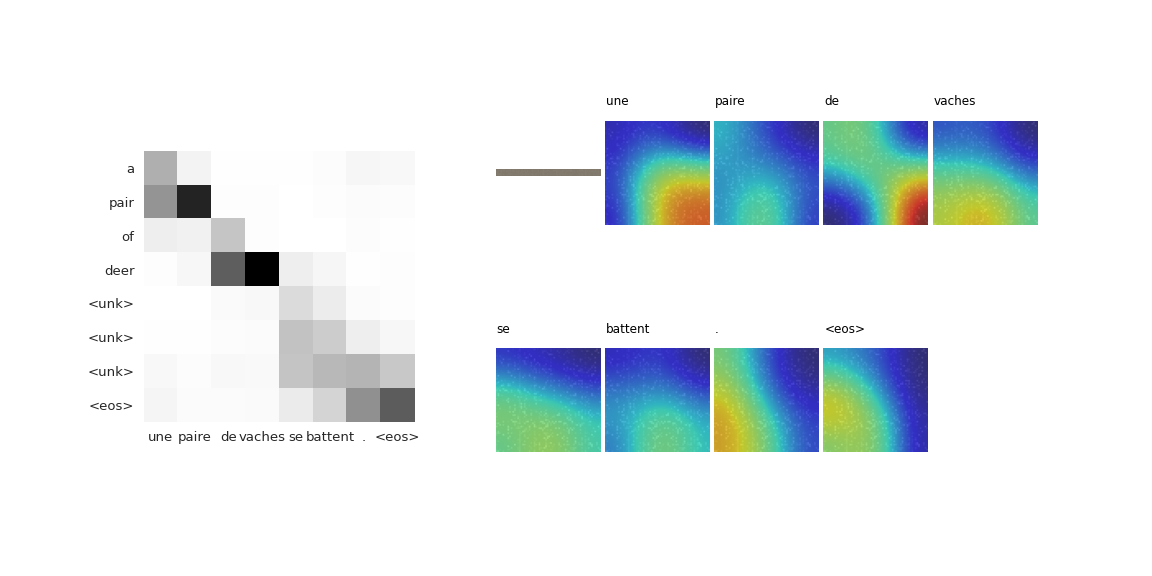 a
pair
of
deer
<unk>
<unk>
<unk>
<eos>
une paire de vaches se battent . <eos>
une paire de vaches
se battent . <eos>